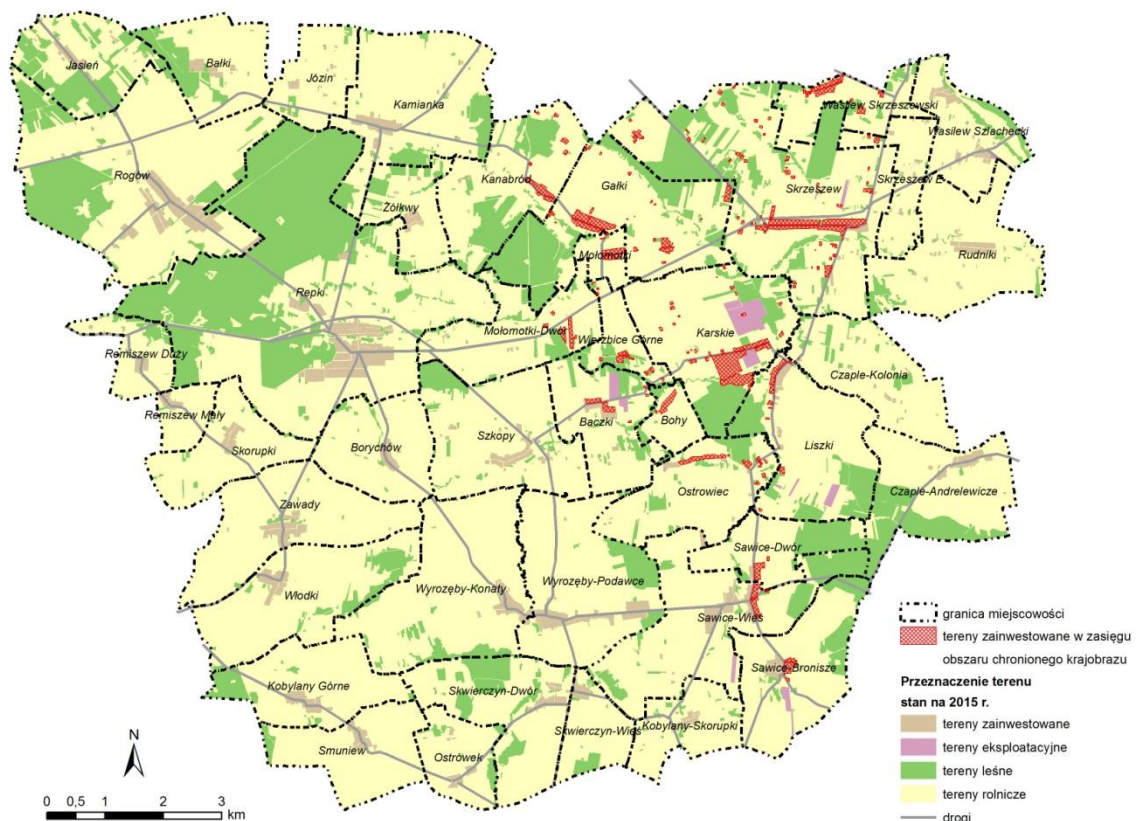 Jasień
Bałki
Józin
Kamianka
Wasilew Skrzeszewski
Wasilew Szlachecki
Rogów
Kanabród
Gałki
Skrzeszew
Skrzeszew E
Żółkwy
Mołomotki
Rudniki
Repki
Mołomotki-Dwór
Wierzbice Górne
Karskie
Remiszew Duży
Czaple-Kolonia
Remiszew Mały
Skorupki
Borychów
Szkopy
Baczki
Bohy
Liszki
Ostrowiec
Czaple-Andrelewicze
Zawady
Sawice-Dwór
Włodki
Wyrozęby-Konaty
Wyrozęby-Podawce
Sawice-Wieś
Sawice-Bronisze
Kobylany Górne
Skwierczyn-Dwór
Skwierczyn-Wieś
Kobylany-Skorupki
Smuniew
Ostrówek
granica miejscowości
tereny zainwestowane w zasięgu
obszaru chronionego krajobrazu
Przeznaczenie terenu
stan na 2015 r.
tereny zainwestowane
tereny eksploatacyjne
tereny leśne
tereny rolnicze
drogi
N
0 0,5 1 2 3
km